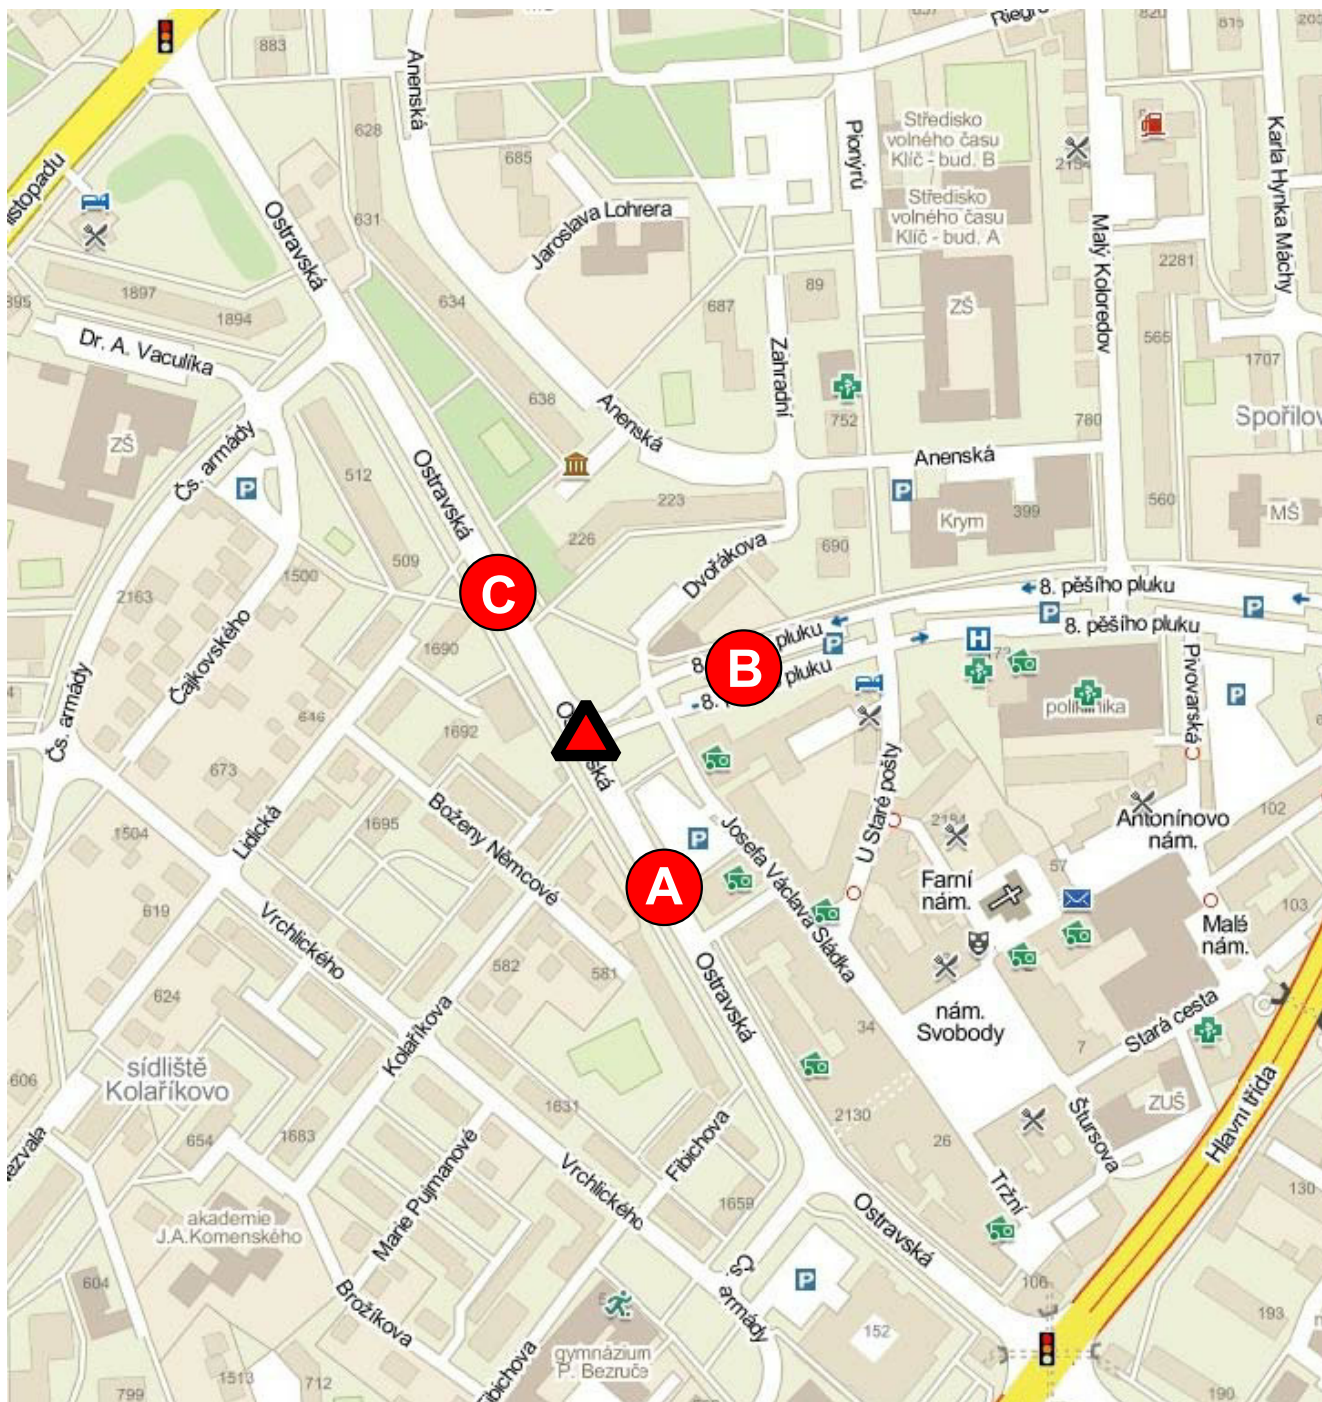 883
Anenská
Riegro
820
815
203
628
685
Pionýrů
Středisko
volného času
Klíč - bud. B
2154
Karla Hynka Máchy
listopadu
Ostravská
631
Jaroslava Lohrera
Středisko
volného času
Klíč - bud. A
Malý Koloredov
2281
1897
1894
895
634
687
89
ZŠ
565
Dr. A. Vaculíka
Zahradní
1707
638
Anenská
752
780
Spořilov
ZŠ
Čs. armády
P
512
Ostravská
Anenská
P
223
Krym
399
560
MŠ
226
509
Dvořákova
690
1500
2163
C
8. pěšího pluku
P
P
8. pěšího pluku
Čajkovského
1690
8.
pluku
P
H
173
Pivovarská
B
8.
pluku
P
poliklinika
Čs. armády
646
1692
673
U Staré pošty
Boženy Němcové
1504
Lidická
1695
P
Josefa Václava Sládka
2184
Antonínovo
nám.
102
57
A
Farní
nám.
619
Vrchlického
103
Malé
nám.
582
581
Ostravská
624
Kolaříkova
34
nám.
Svobody
Stará cesta
7
sídliště
Kolaříkovo
606
1631
2130
26
ZUŠ
Štursova
Hlavní třída
654
1683
Marie Pujmanové
Fibichova
Vrchlického
1659
Tržní
130
akademie
J.A.Komenského
Ostravská
Čs. armády
P
106
604
Brožíkova
152
193
gymnázium
P. Bezruče
Fibichova
1513
712
799
190